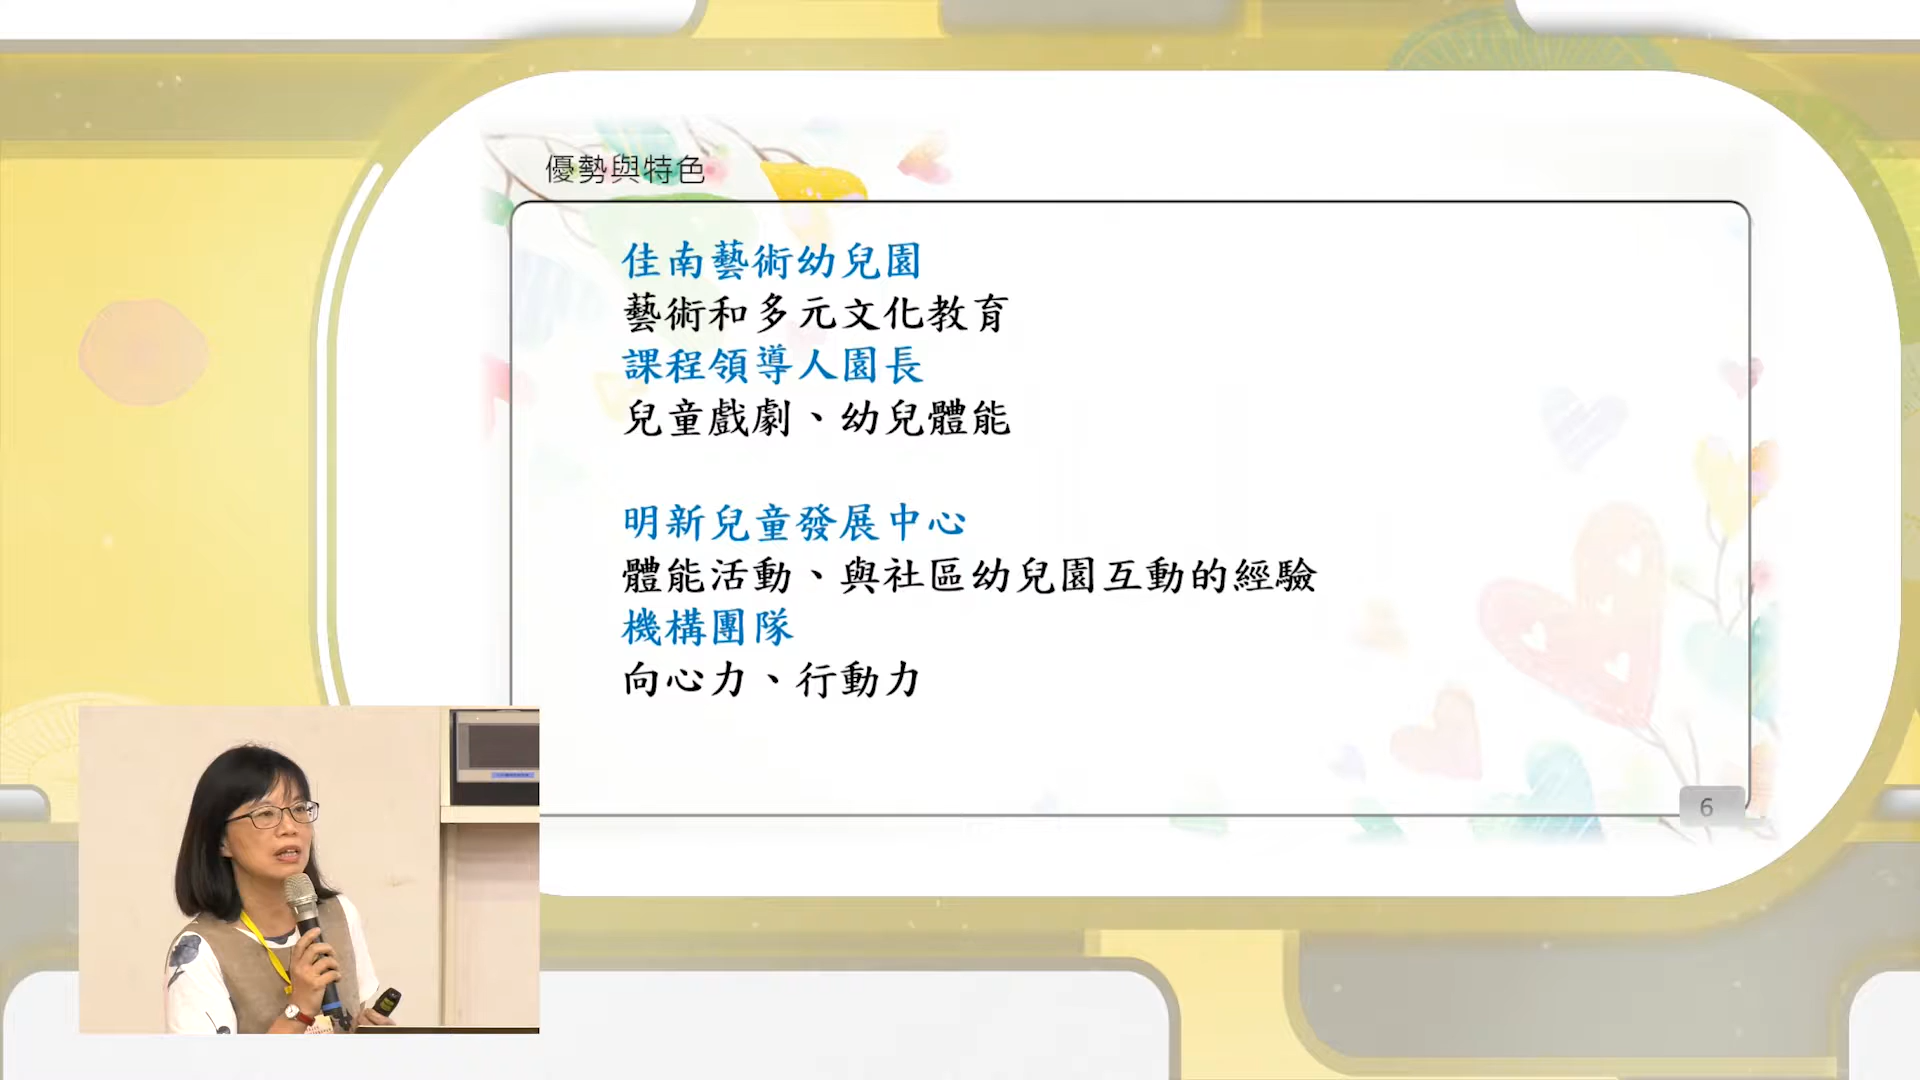 優勢與特色
佳南藝術幼兒園
藝術和多元文化教育
課程領導人園長
兒童戲劇、幼兒體能
明新兒童發展中心
體能活動、與社區幼兒園互動的經驗
機構團隊
向心力、行動力
6